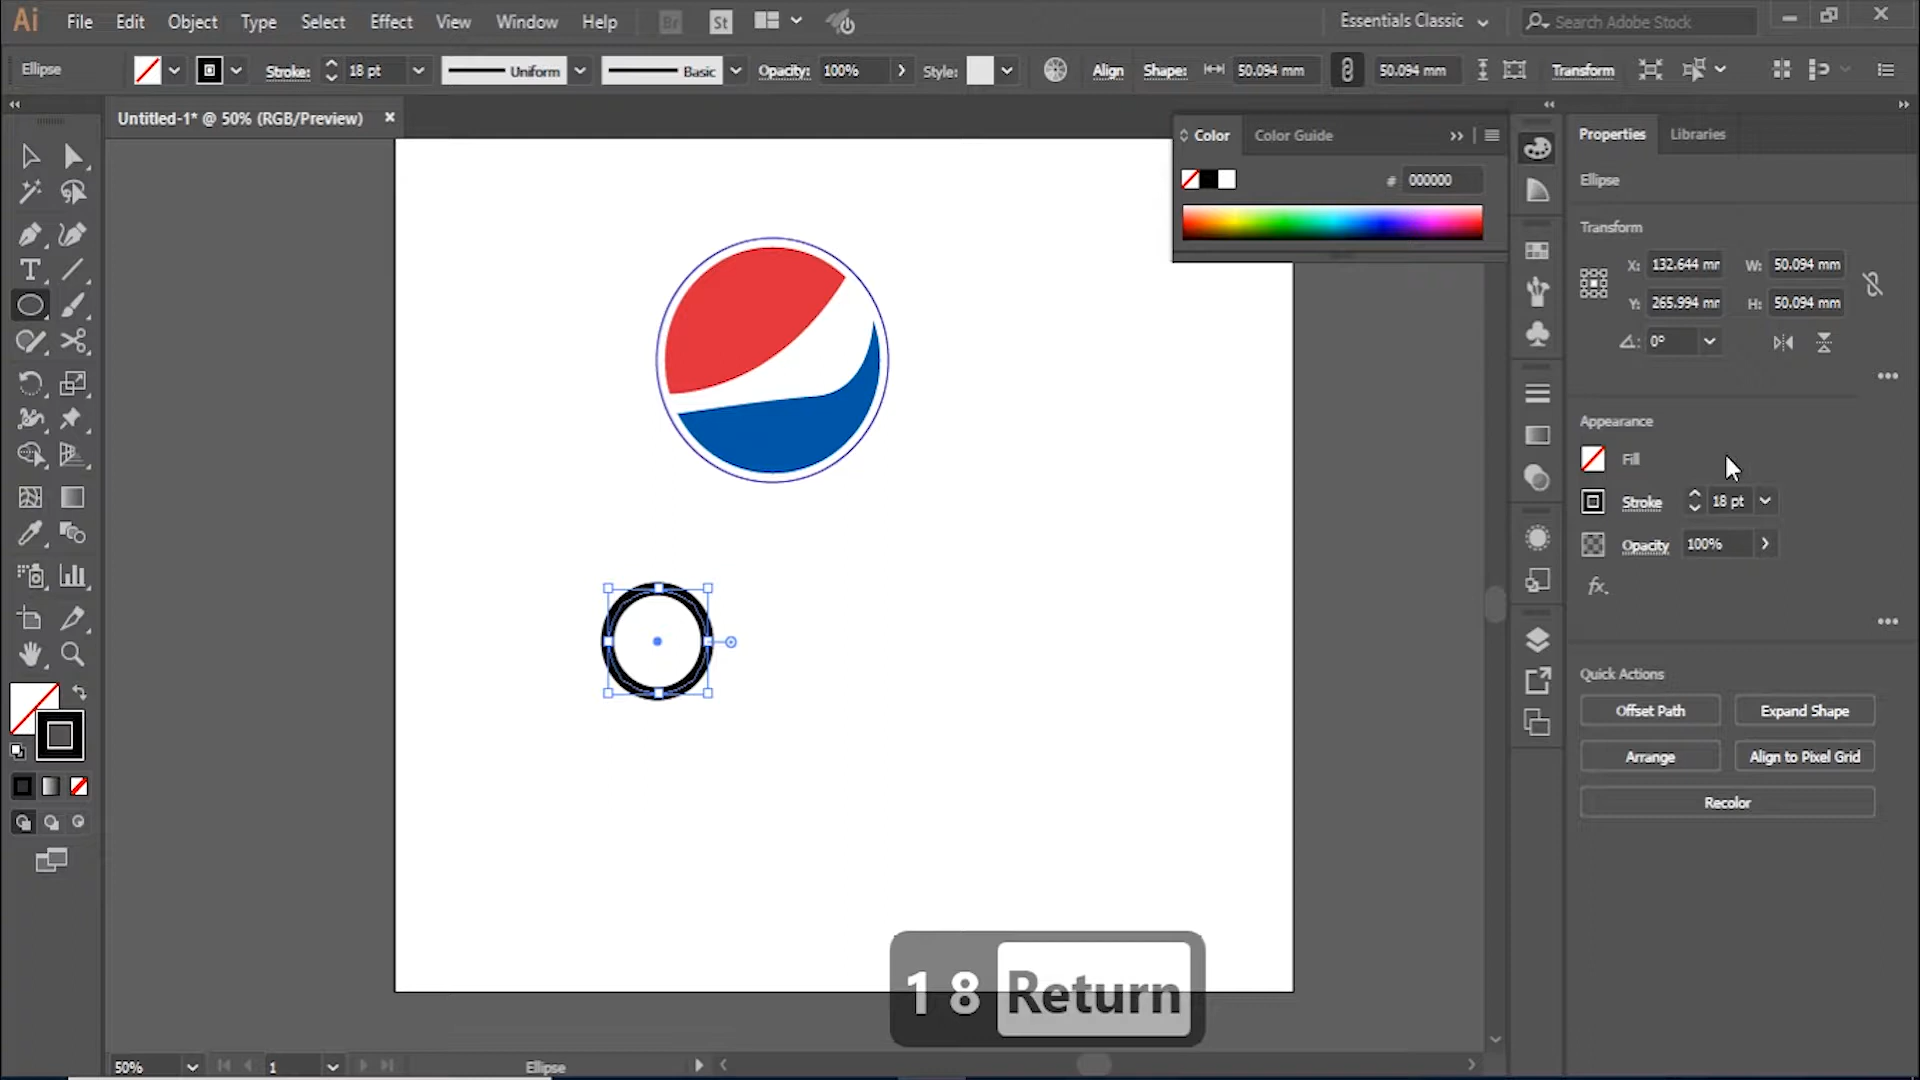 Ai File Edit Object Type Select Effect View Window Help Br St Essentials Classic Search Adobe Stock
Ellipse Stroke: 18 pt Uniform Basic Opacity: 100% Style: Align Shape: 50.094 mm 50.094 mm Transform
Untitled-1* @ 50% (RGB/Preview)
Color Color Guide
# 000000
Properties Libraries
Ellipse
Transform
X: 132.644 mr W: 50.094 mm
Y: 265.994 mr H: 50.094 mm
0°
Appearance
Fill
Stroke 18 pt
Opacity 100%
fx.
Quick Actions
Offset Path Expand Shape
Arrange Align to Pixel Grid
Recolor
1 8 Return
50% 1 Ellipse